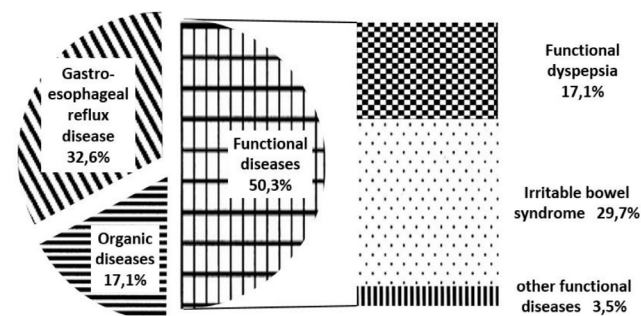 Gastro-
esophageal
reflux
disease
32,6%
Organic
diseases
17,1%
Functional
diseases
50,3%
Functional
dyspepsia
17,1%
Irritable bowel
syndrome 29,7%
other functional
diseases 3,5%